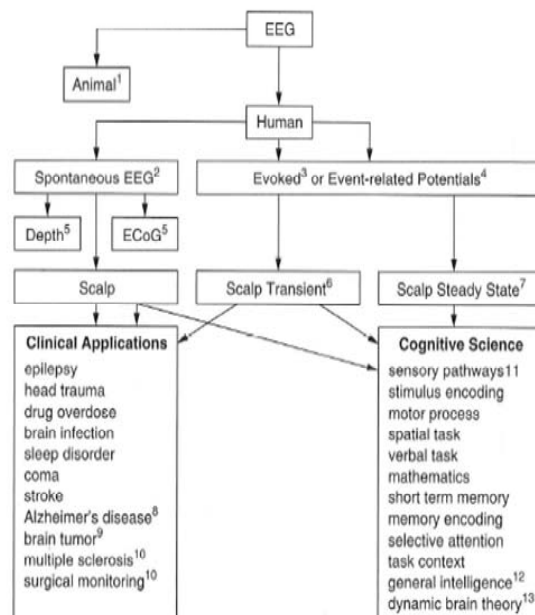 EEG
Animal¹
Human
Spontaneous EEG²
Evoked³ or Event-related Potentials⁴
Depth⁵
ECoG⁵
Scalp
Scalp Transient⁶
Scalp Steady State⁷
Clinical Applications
epilepsy
head trauma
drug overdose
brain infection
sleep disorder
coma
stroke
Alzheimer's disease⁸
brain tumor⁹
multiple sclerosis¹⁰
surgical monitoring¹⁰
Cognitive Science
sensory pathways11
stimulus encoding
motor process
spatial task
verbal task
mathematics
short term memory
memory encoding
selective attention
task context
general intelligence¹²
dynamic brain theory¹³